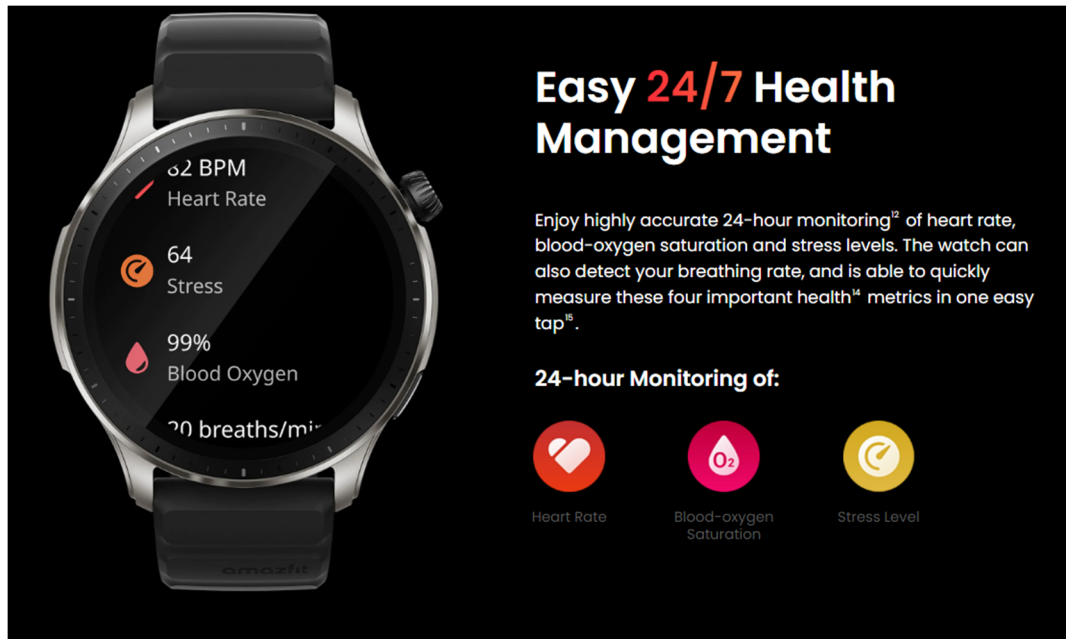 82 BPM
Heart Rate
64
Stress
99%
Blood Oxygen
20 breaths/min
amazfit
Easy 24/7 Health
Management
Enjoy highly accurate 24-hour monitoring¹² of heart rate,
blood-oxygen saturation and stress levels. The watch can
also detect your breathing rate, and is able to quickly
measure these four important health¹⁴ metrics in one easy
tap¹⁵.
24-hour Monitoring of:
O₂
Heart Rate
Blood-oxygen
Saturation
Stress Level